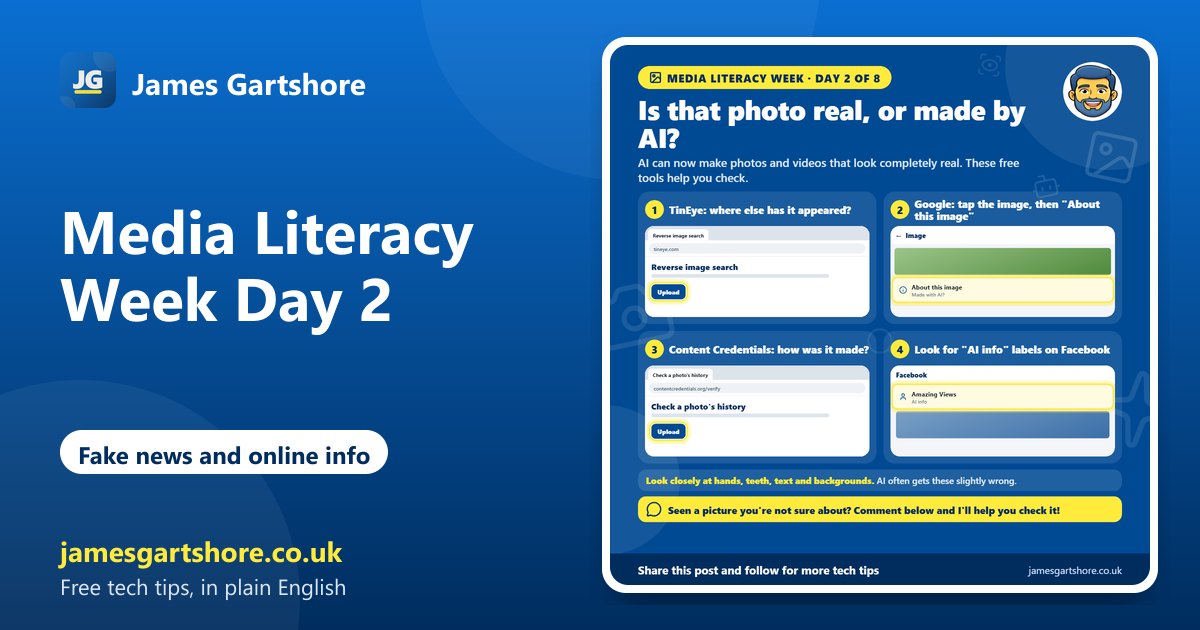 JG
James Gartshore
Media Literacy
Week Day 2
Fake news and online info
jamesgartshore.co.uk
Free tech tips, in plain English
MEDIA LITERACY WEEK · DAY 2 OF 8
Is that photo real, or made by
AI?
AI can now make photos and videos that look completely real. These free
tools help you check.
1
TinEye: where else has it appeared?
Reverse image search
tineye.com
Reverse image search
Upload
2
Google: tap the image, then "About
this image"
← Image
About this image
Made with AI?
3
Content Credentials: how was it made?
Check a photo's history
contentcredentials.org/verify
Check a photo's history
Upload
4
Look for "AI info" labels on Facebook
Facebook
Amazing Views
AI info
Look closely at hands, teeth, text and backgrounds. AI often gets these slightly wrong.
Seen a picture you're not sure about? Comment below and I'll help you check it!
Share this post and follow for more tech tips
jamesgartshore.co.uk